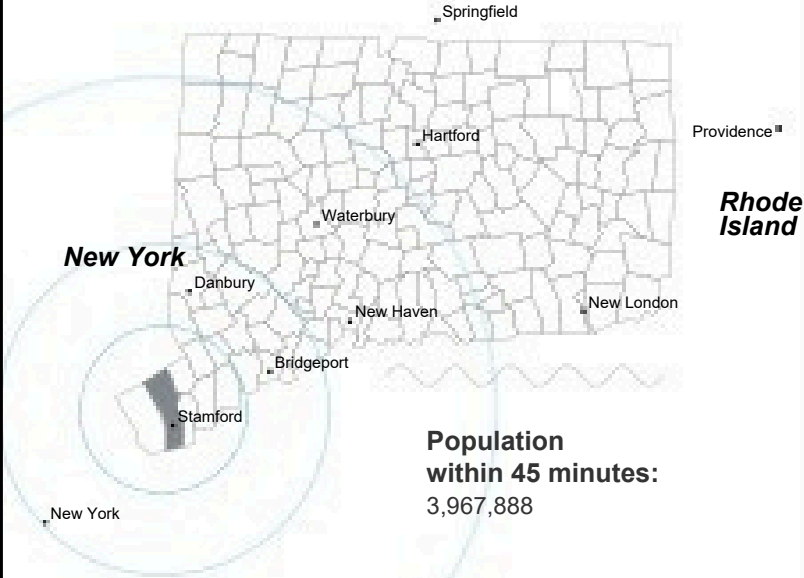 Springfield
Hartford
Providence
Rhode
Island
Waterbury
New York
Danbury
New London
New Haven
Bridgeport
Stamford
Population
within 45 minutes:
3,967,888
New York